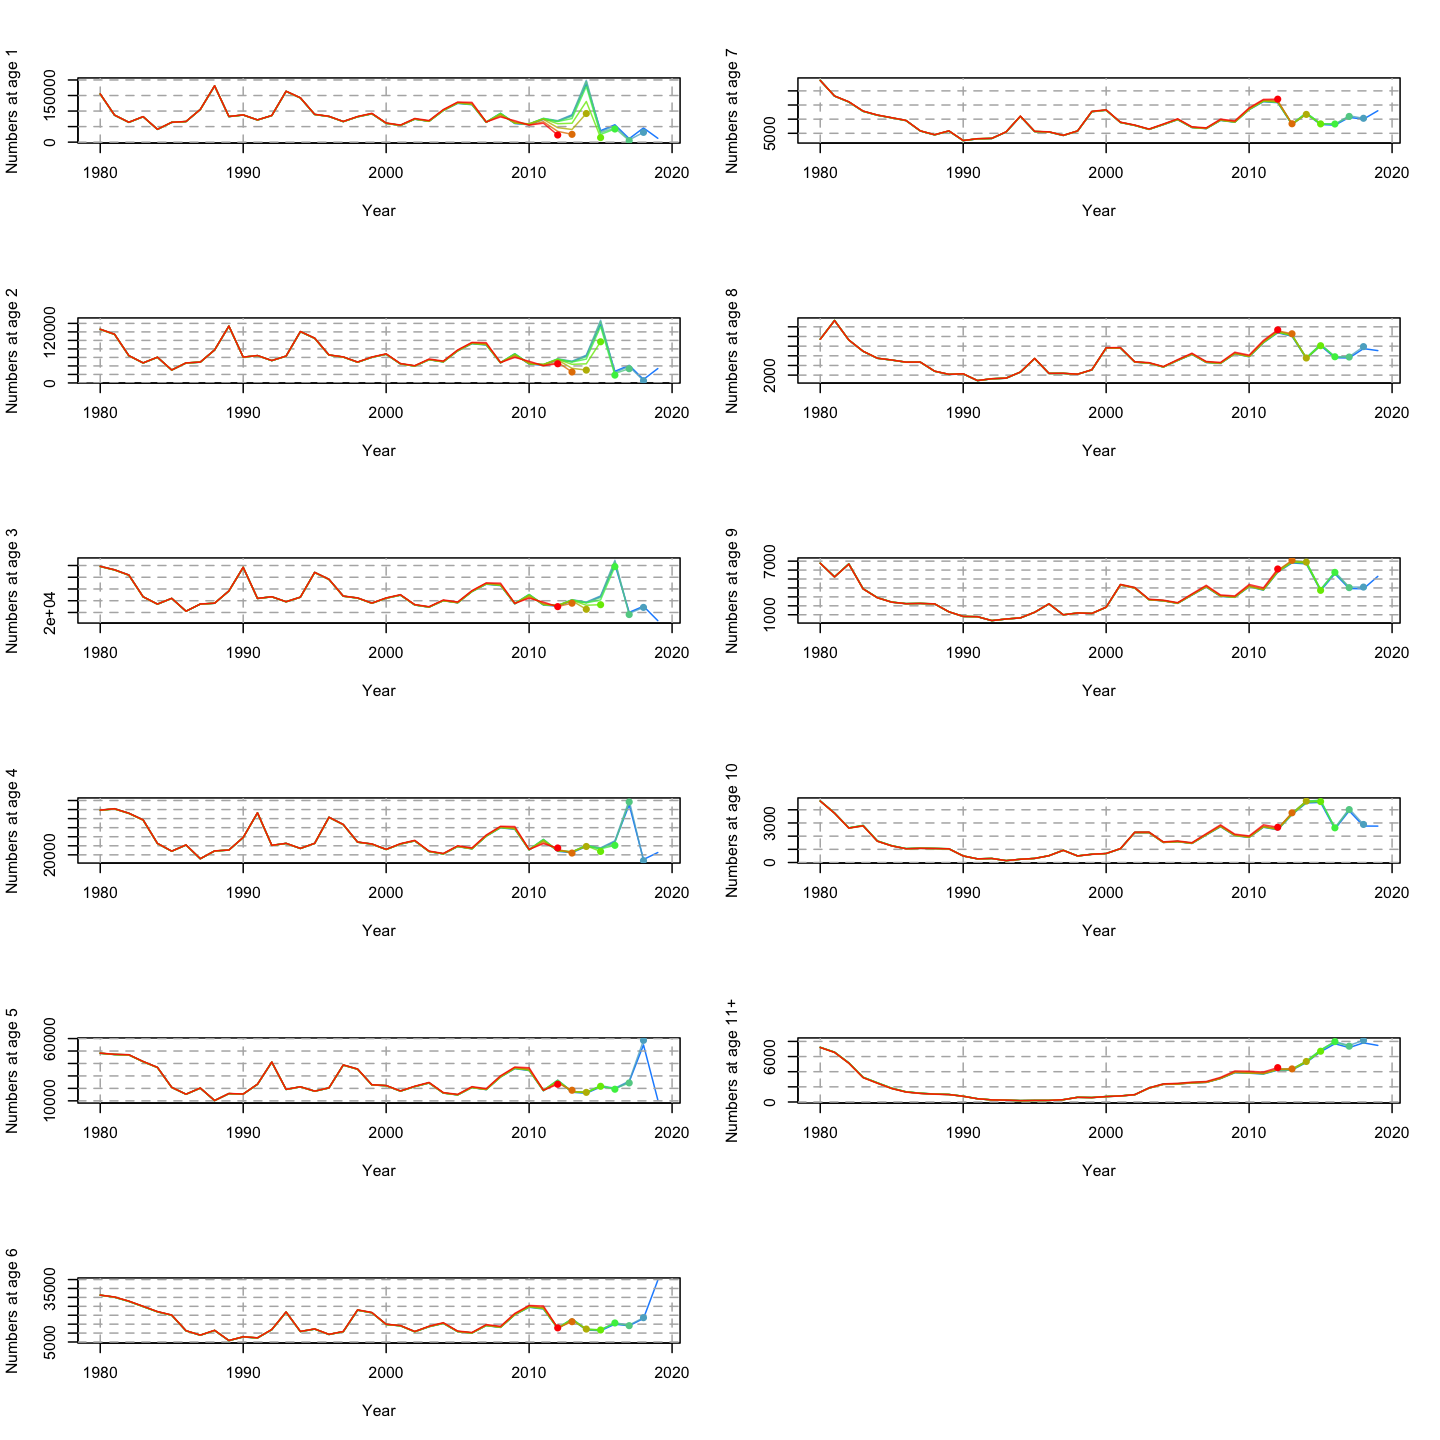 Numbers at age 1
0 150000
1980 1990 2000 2010 2020
Year
Numbers at age 2
0 120000
1980 1990 2000 2010 2020
Year
Numbers at age 3
2e+04
1980 1990 2000 2010 2020
Year
Numbers at age 4
20000
1980 1990 2000 2010 2020
Year
Numbers at age 5
10000 60000
1980 1990 2000 2010 2020
Year
Numbers at age 6
5000 35000
1980 1990 2000 2010 2020
Year
Numbers at age 7
5000
1980 1990 2000 2010 2020
Year
Numbers at age 8
2000
1980 1990 2000 2010 2020
Year
Numbers at age 9
1000 7000
1980 1990 2000 2010 2020
Year
Numbers at age 10
0 3000
1980 1990 2000 2010 2020
Year
Numbers at age 11+
0 6000
1980 1990 2000 2010 2020
Year